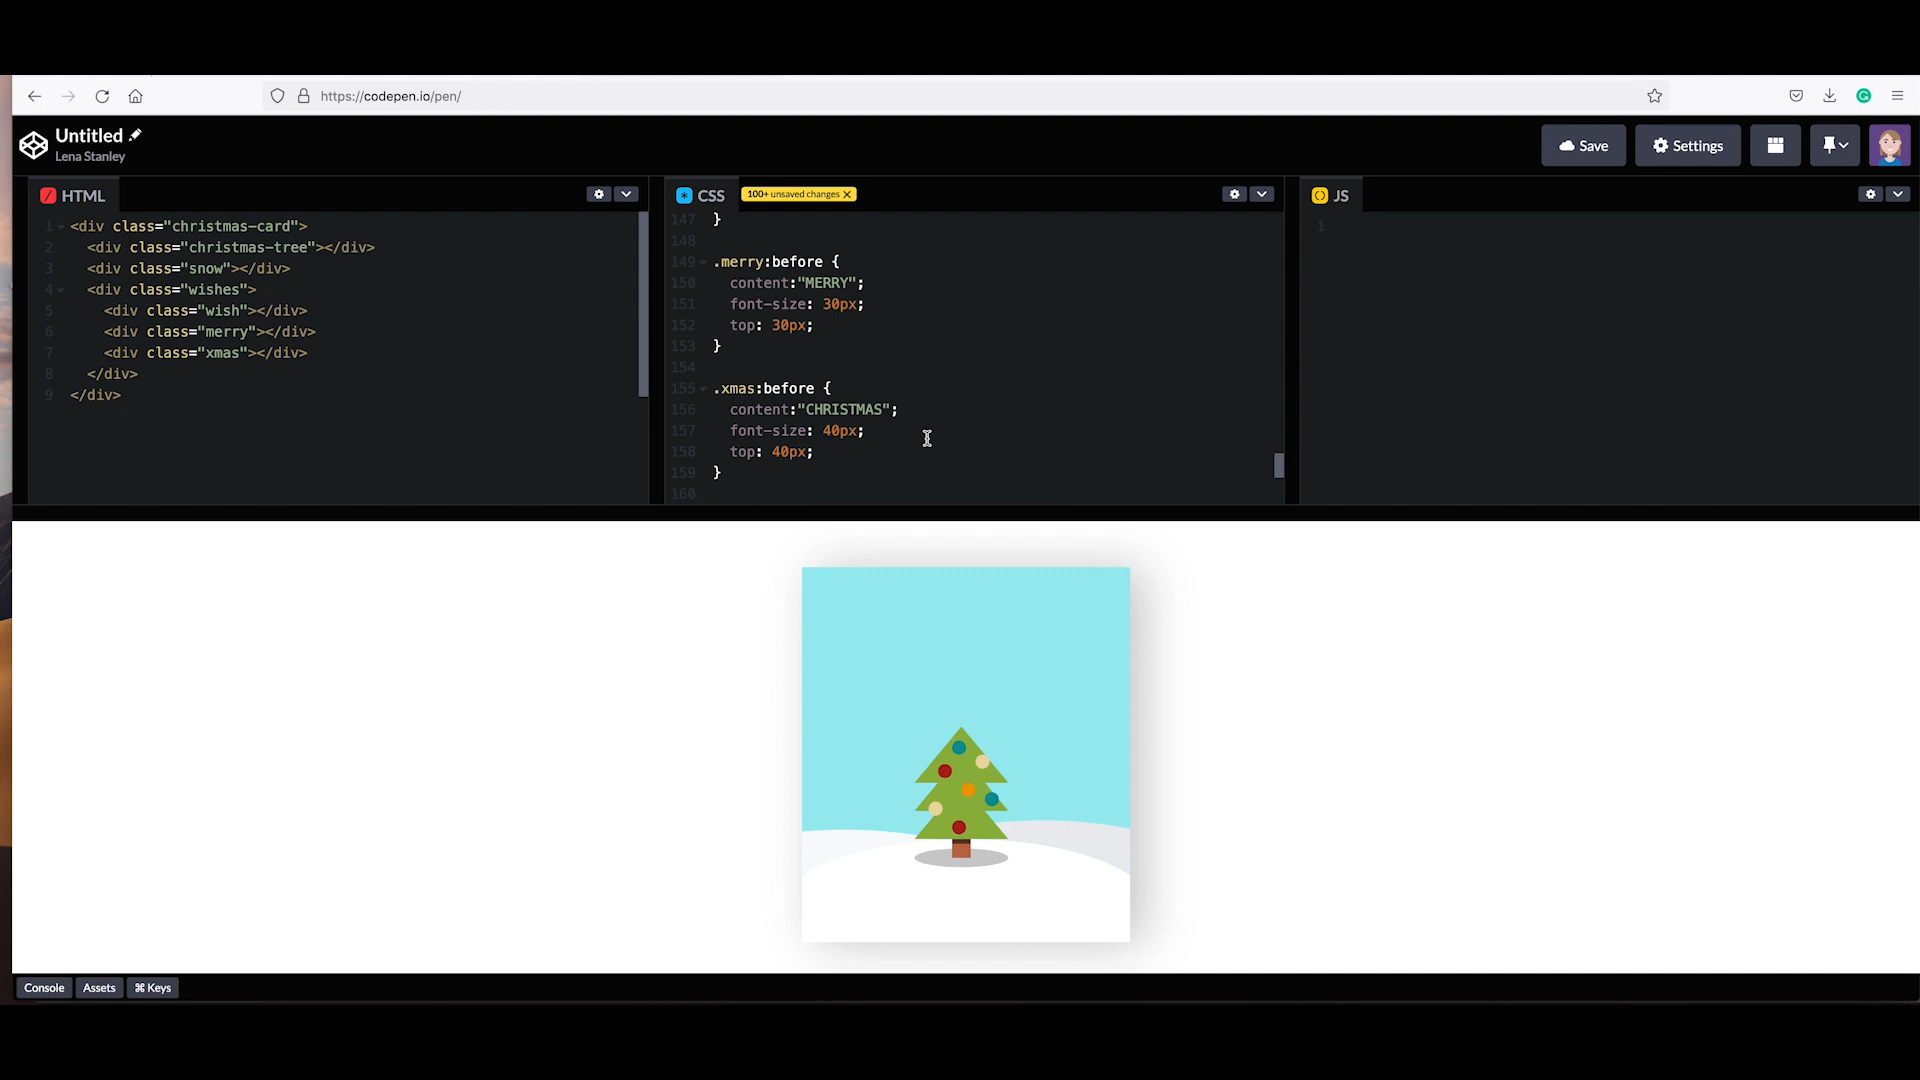 https://codepen.io/pen/
Untitled
Lena Stanley
Save
Settings
HTML
CSS
100+ unsaved changes
JS
1 <div class="christmas-card">
2 <div class="christmas-tree"></div>
3 <div class="snow"></div>
4 <div class="wishes">
5 <div class="wish"></div>
6 <div class="merry"></div>
7 <div class="xmas"></div>
8 </div>
9 </div>
147 }
148
149 .merry:before {
150 content:"MERRY";
151 font-size: 30px;
152 top: 30px;
153 }
154
155 .xmas:before {
156 content:"CHRISTMAS";
157 font-size: 40px;
158 top: 40px;
159 }
160
1
Console
Assets
⌘ Keys